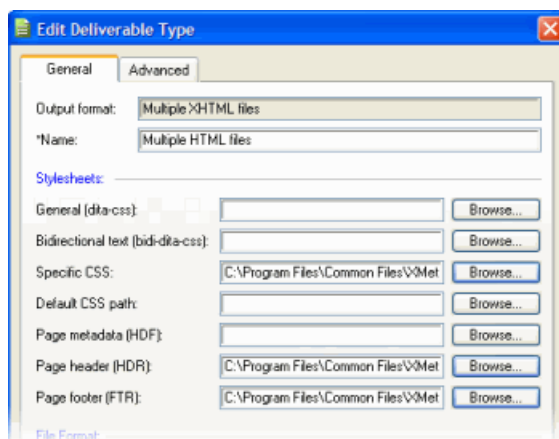 Edit Deliverable Type
General Advanced
Output format: Multiple XHTML files
*Name: Multiple HTML files
Stylesheets:
General (dita-css): Browse...
Bidirectional text (bidi-dita-css): Browse...
Specific CSS: C:\Program Files\Common Files\XMet Browse...
Default CSS path: Browse...
Page metadata (HDF): Browse...
Page header (HDR): C:\Program Files\Common Files\XMet Browse...
Page footer (FTR): C:\Program Files\Common Files\XMet Browse...
File Format: